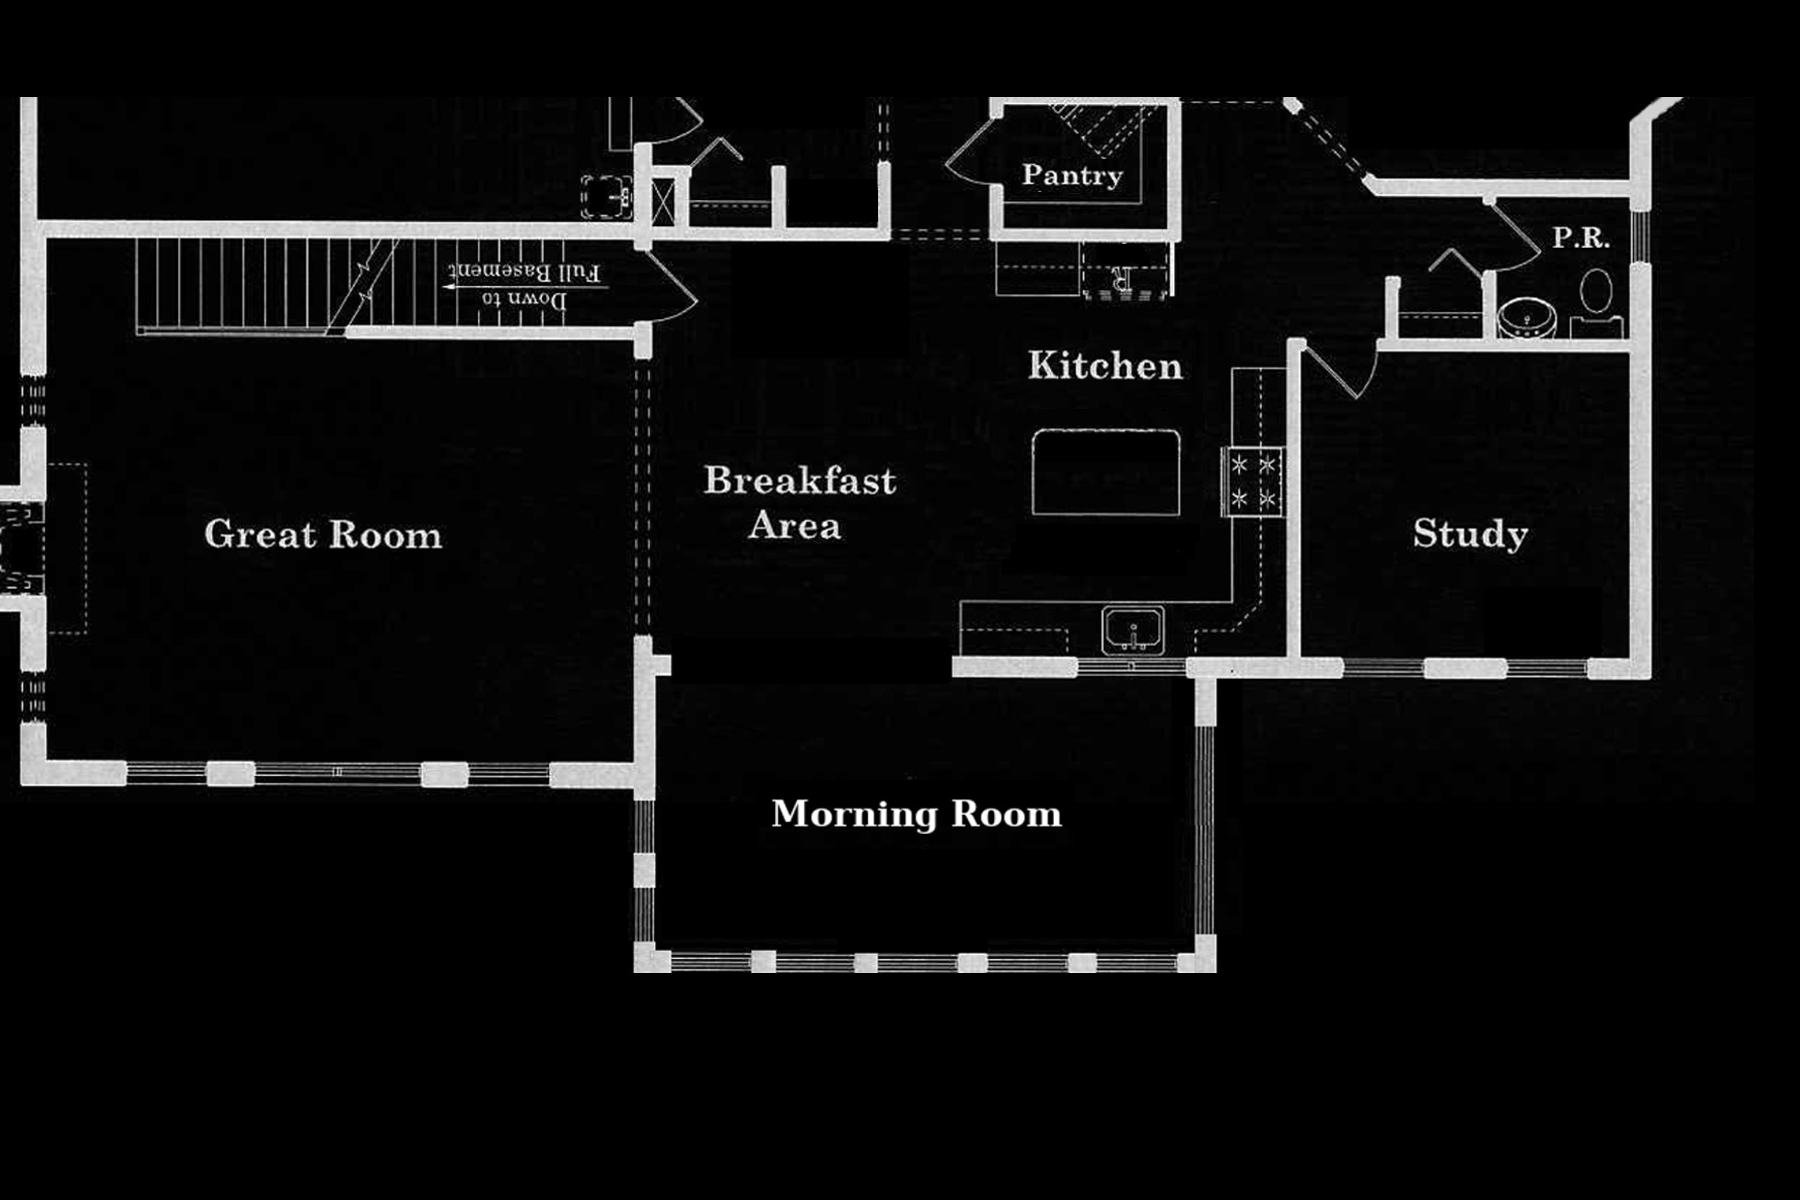 Pantry
P.R.
Down to
Full Basement
R
Kitchen
Breakfast
Area
Great Room
Study
Morning Room